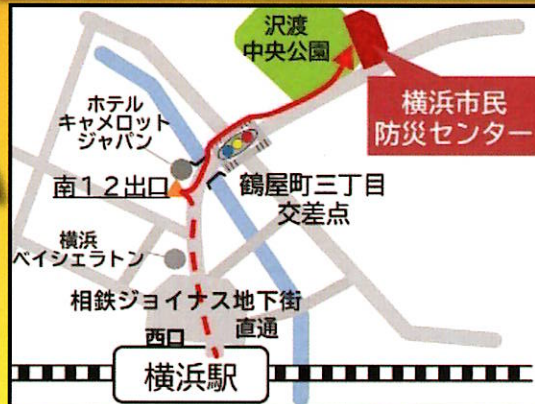 沢渡
中央公園
横浜市民
防災センター
ホテル
キャメロット
ジャパン
南12出口
鶴屋町三丁目
交差点
横浜
ベイシェラトン
相鉄ジョイナス地下街
直通
西口
横浜駅